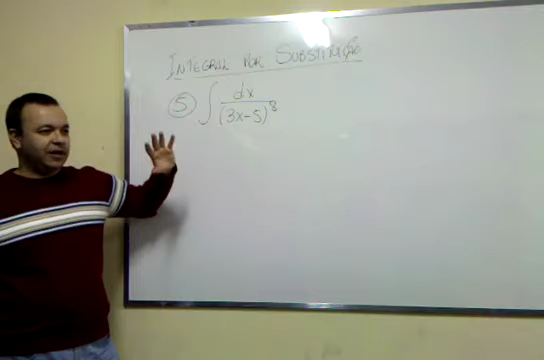 INTEGRAL POR SUBSTITUIÇÃO
5 ∫ dx
(3x-5)⁸